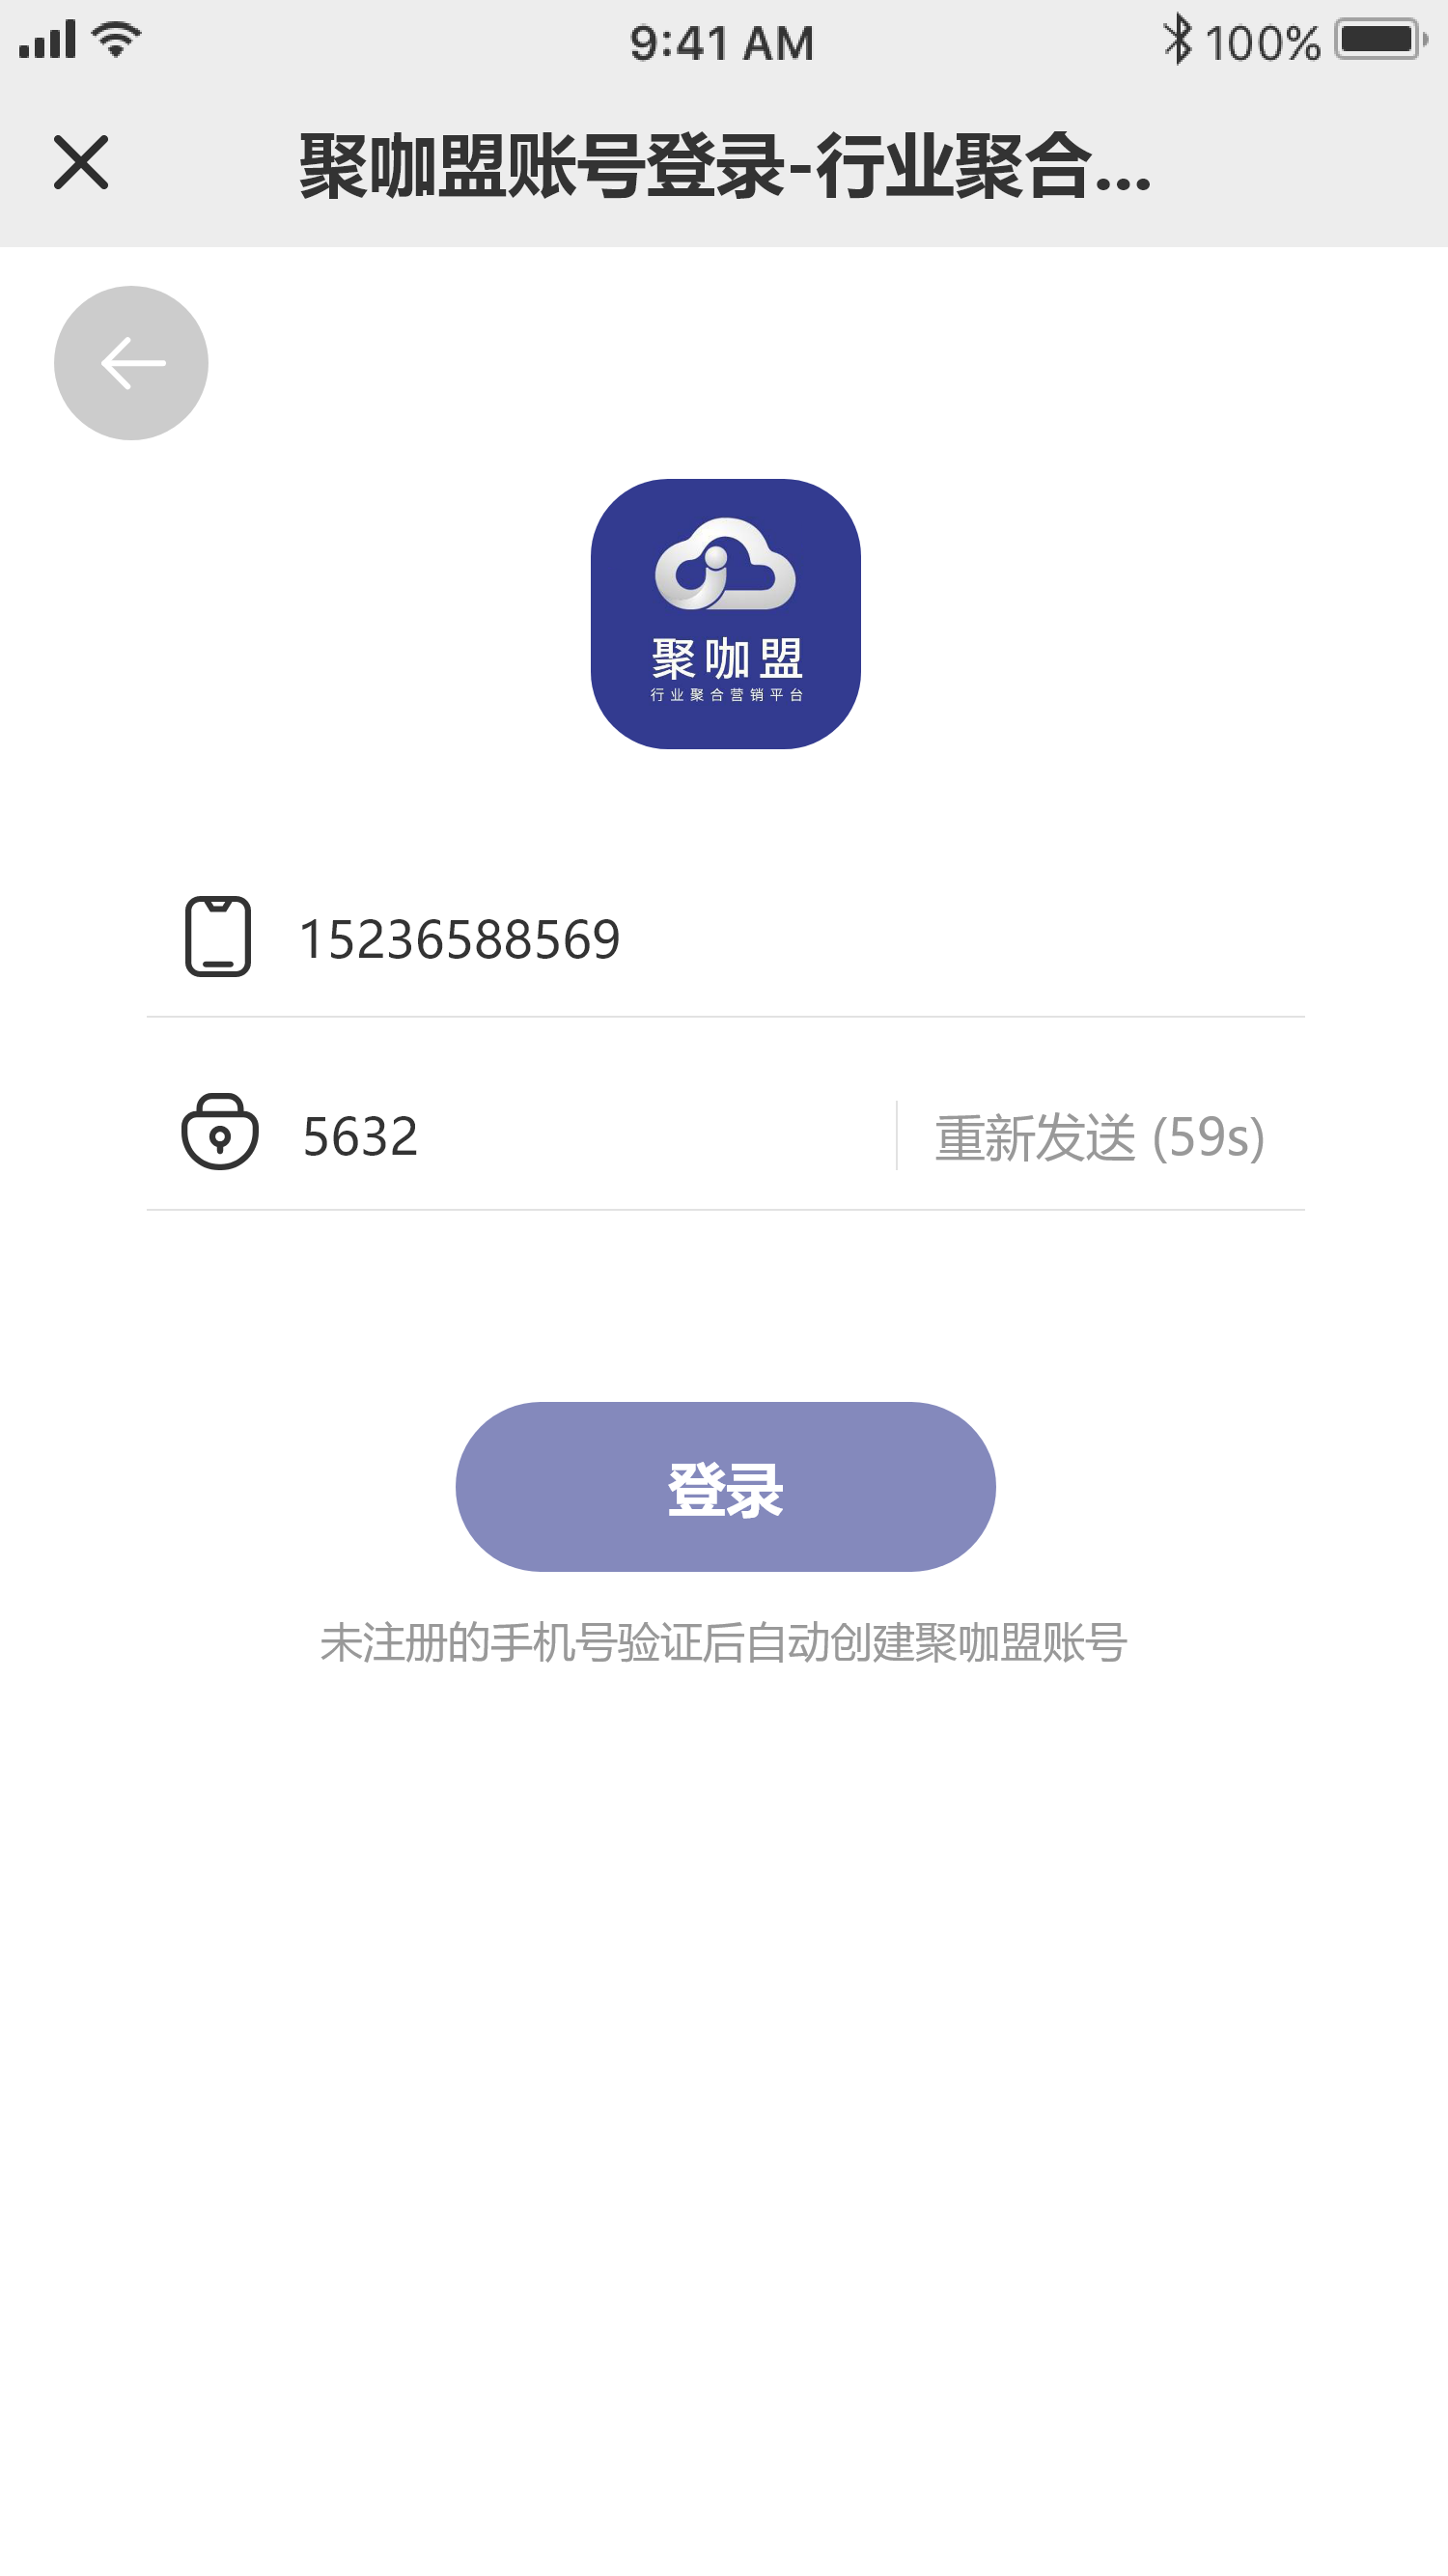 9:41 AM
100%
聚咖盟账号登录-行业聚合...
聚咖盟
行业聚合营销平台
15236588569
5632
重新发送 (59s)
登录
未注册的手机号验证后自动创建聚咖盟账号